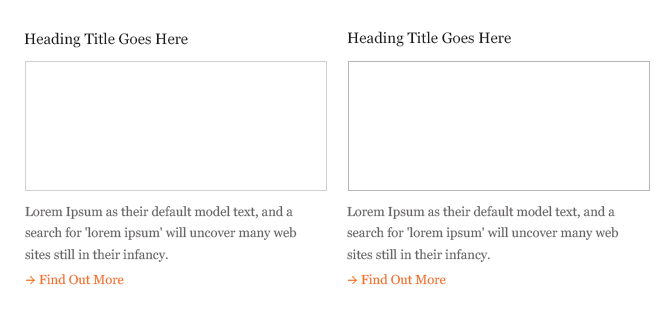 Heading Title Goes Here
Lorem Ipsum as their default model text, and a
search for 'lorem ipsum' will uncover many web
sites still in their infancy.
→ Find Out More
Heading Title Goes Here
Lorem Ipsum as their default model text, and a
search for 'lorem ipsum' will uncover many web
sites still in their infancy.
→ Find Out More